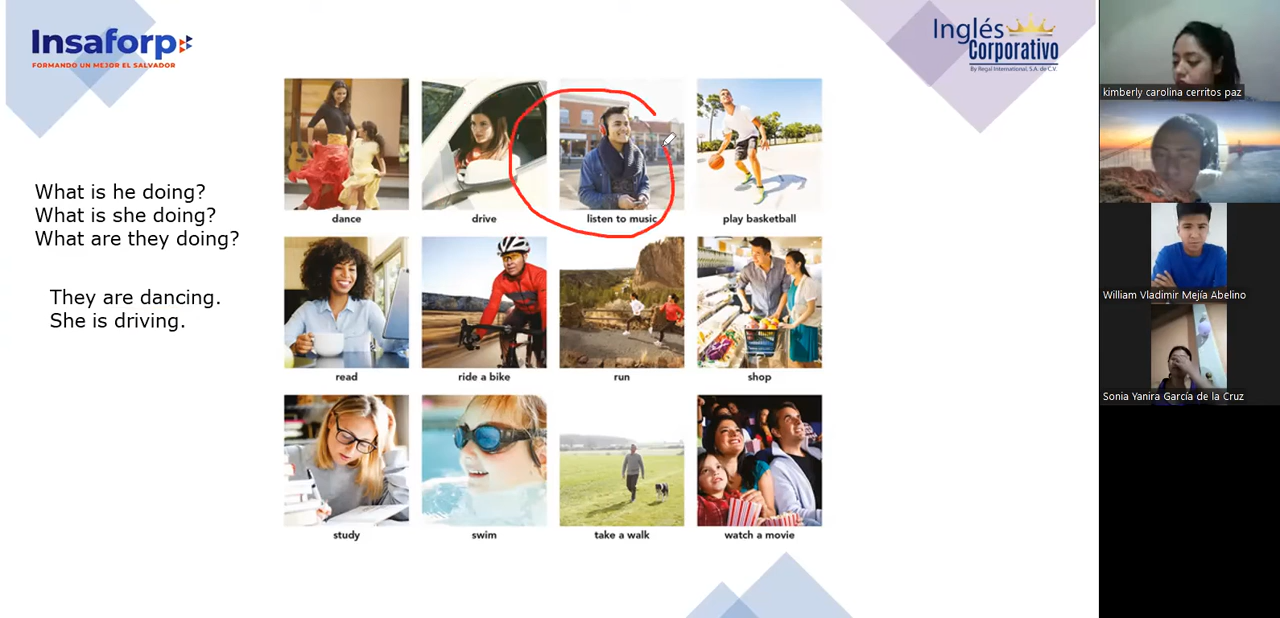 Insaforp
FORMANDO UN MEJOR EL SALVADOR
Inglés
Corporativo
By Regal International, S.A. de C.V.
What is he doing?
What is she doing?
What are they doing?
They are dancing.
She is driving.
dance
drive
listen to music
play basketball
read
ride a bike
run
shop
study
swim
take a walk
watch a movie
kimberly carolina cerritos paz
William Vladimir Mejía Abelino
Sonia Yanira García de la Cruz